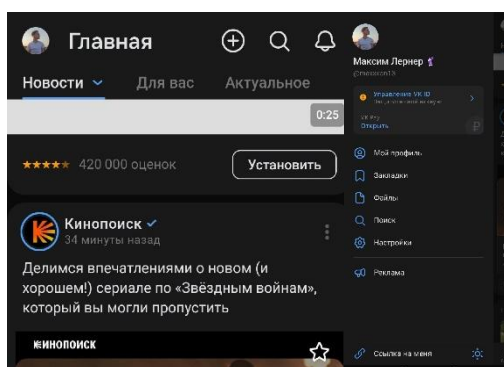 Главная
Новости
Для вас
Актуальное
0:25
420 000 оценок
Установить
Кинопоиск
34 минуты назад
Делимся впечатлениями о новом (и
хорошем!) сериале по «Звёздным войнам»,
который вы могли пропустить
КИНОПОИСК
Максим Лернер
Управление VK ID
VK Pay
Открыть
₽
Мой профиль
Закладки
Файлы
Поиск
Настройки
Реклама
Ссылка на меня